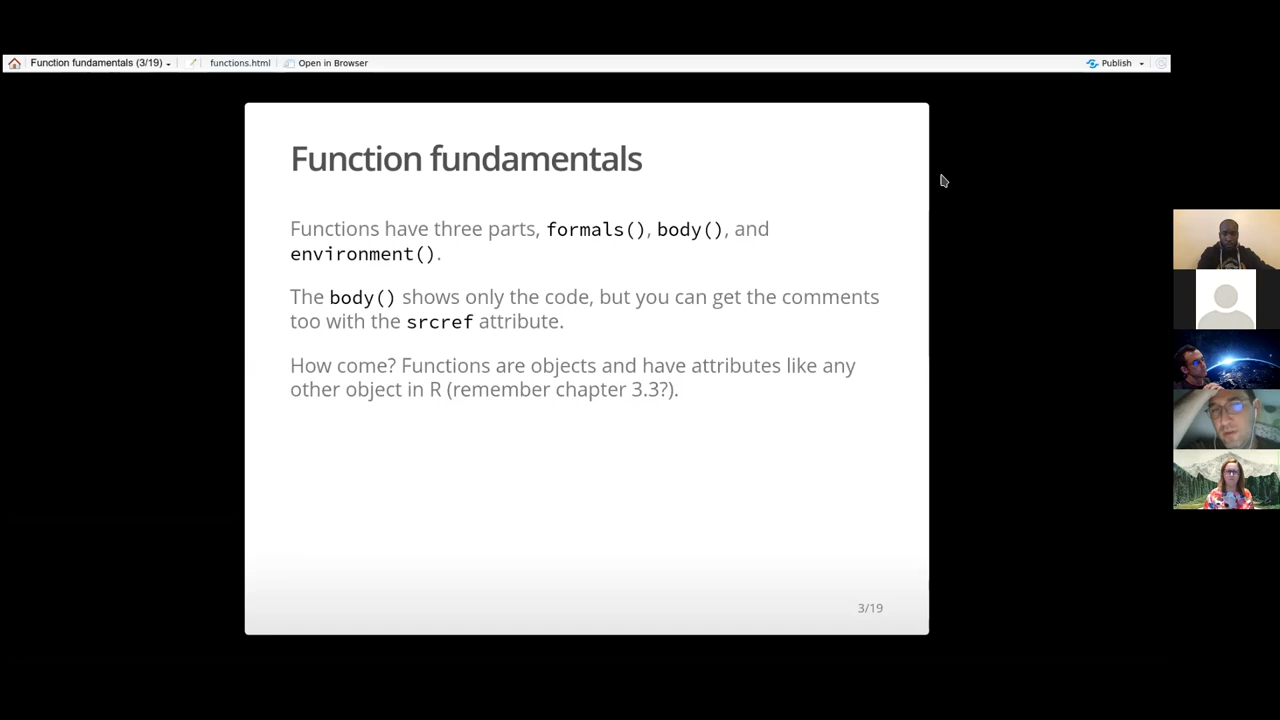 Function fundamentals (3/19) functions.html Open in Browser Publish
Function fundamentals
Functions have three parts, formals(), body(), and
environment().
The body() shows only the code, but you can get the comments
too with the srcref attribute.
How come? Functions are objects and have attributes like any
other object in R (remember chapter 3.3?).
3/19